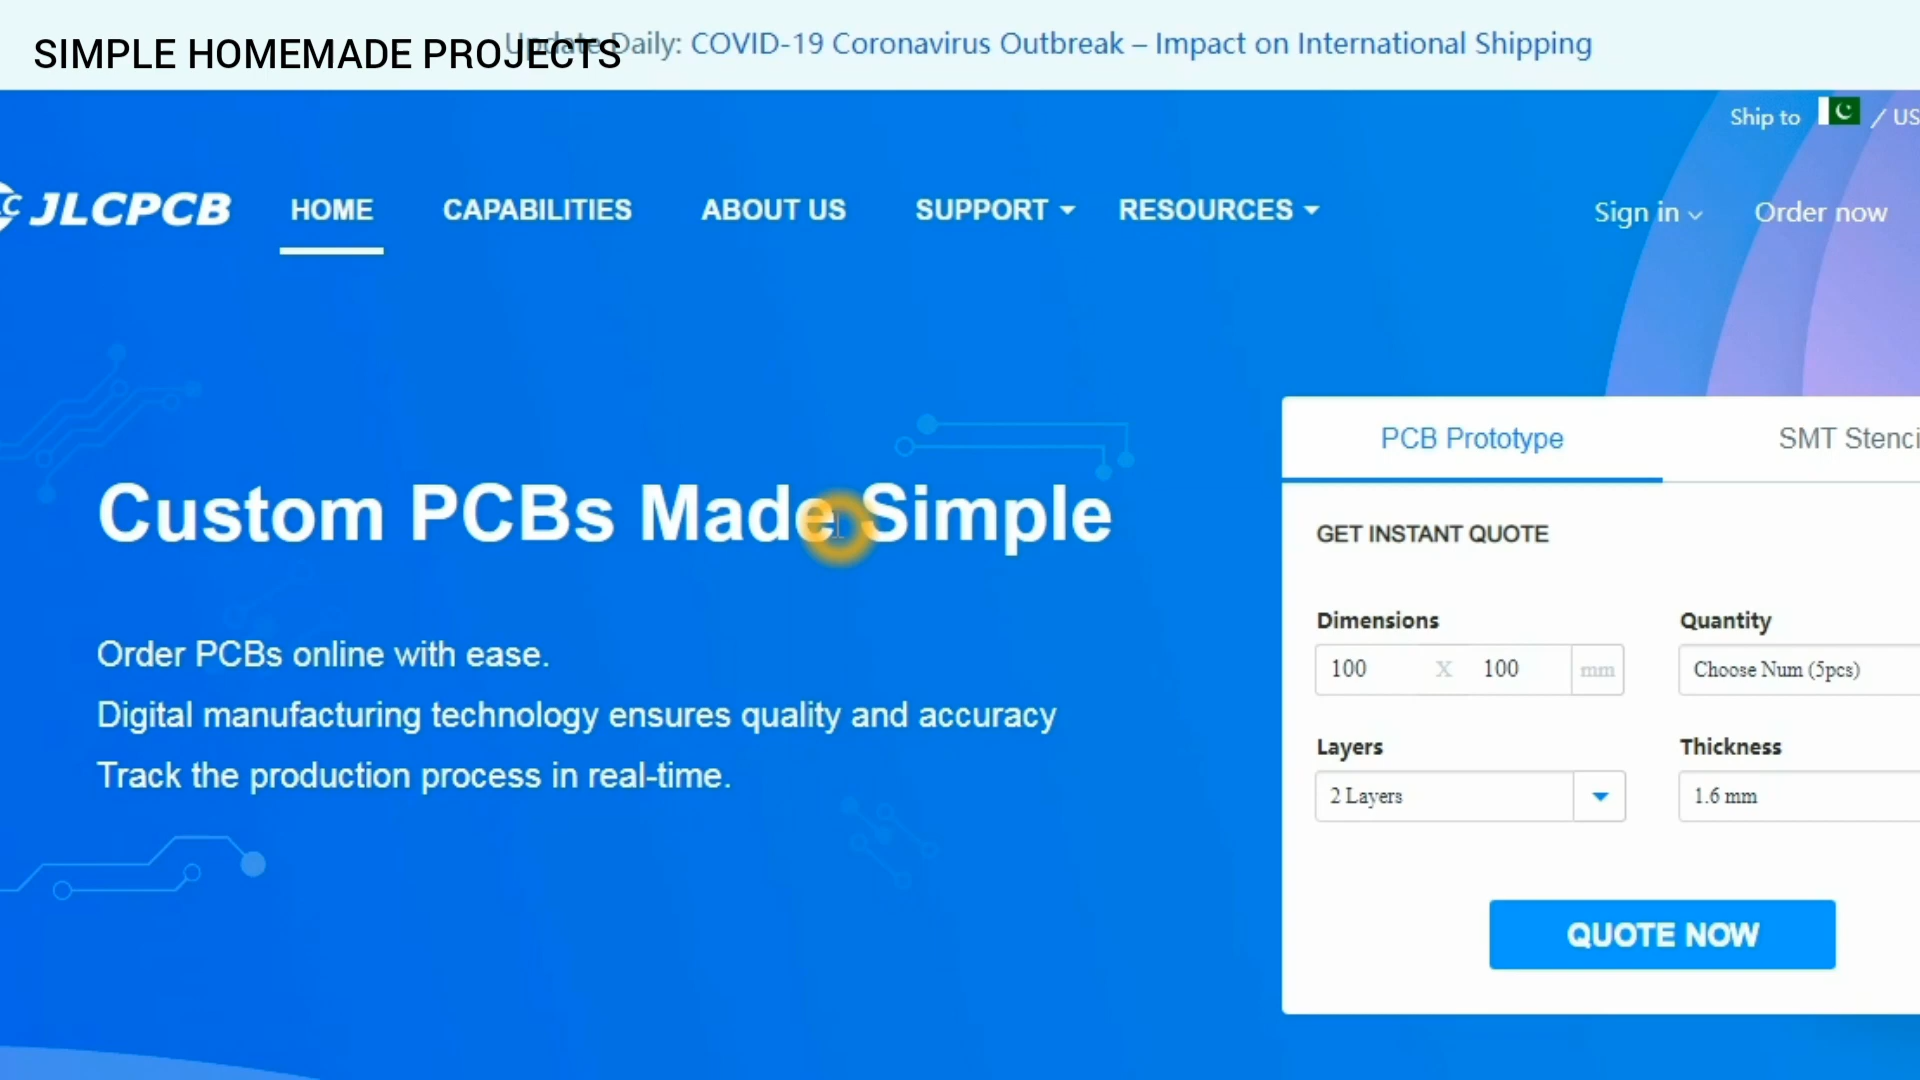 SIMPLE HOMEMADE PROJECTS
Update Daily: COVID-19 Coronavirus Outbreak – Impact on International Shipping
Ship to / US
JLCPCB
HOME
CAPABILITIES
ABOUT US
SUPPORT
RESOURCES
Sign in
Order now
Custom PCBs Made Simple
Order PCBs online with ease.
Digital manufacturing technology ensures quality and accuracy
Track the production process in real-time.
PCB Prototype
SMT Stenci
GET INSTANT QUOTE
Dimensions
Quantity
100 X 100 mm
Choose Num (5pcs)
Layers
Thickness
2 Layers
1.6 mm
QUOTE NOW